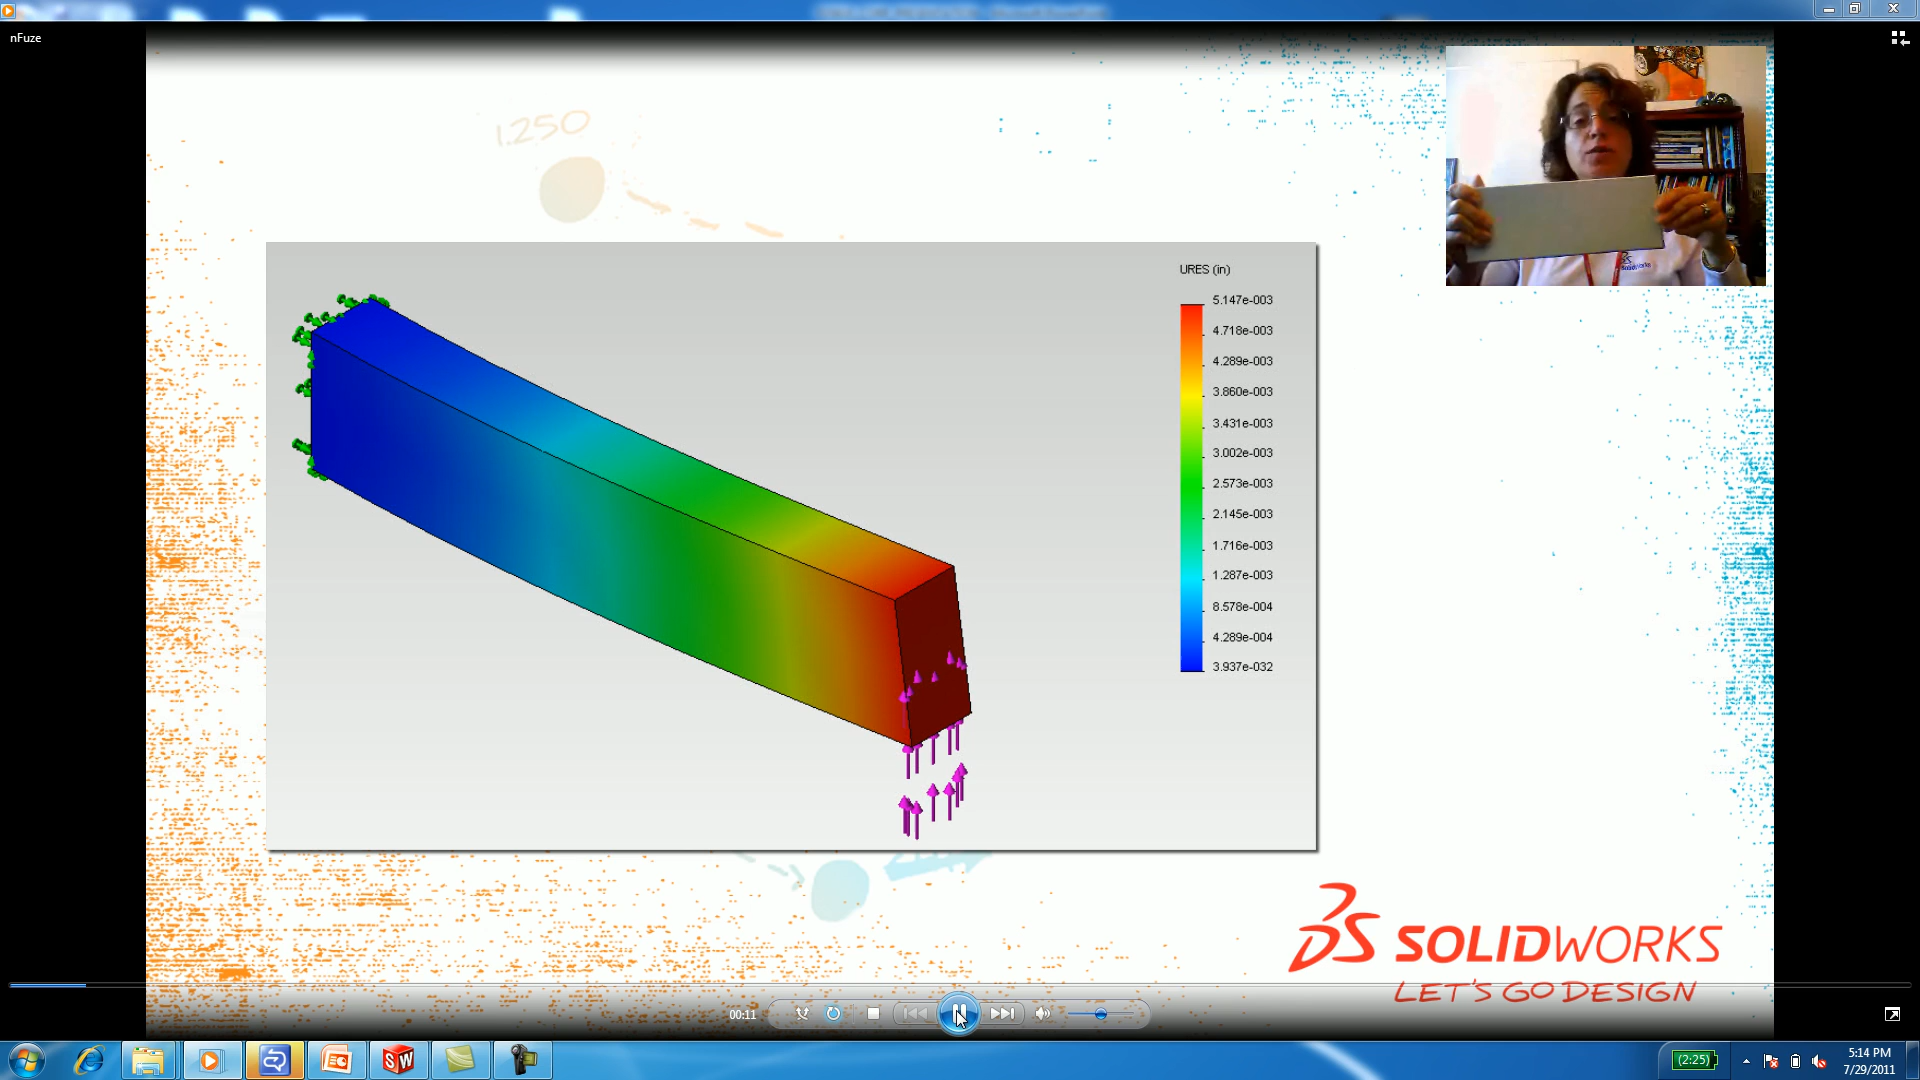 nFuze
1.250
URES (in)
5.147e-003
4.718e-003
4.289e-003
3.860e-003
3.431e-003
3.002e-003
2.573e-003
2.145e-003
1.716e-003
1.287e-003
8.578e-004
4.289e-004
3.937e-032
SOLIDWORKS
LET'S GO DESIGN
00:11
SW
(2:25)
5:14 PM
7/29/2011